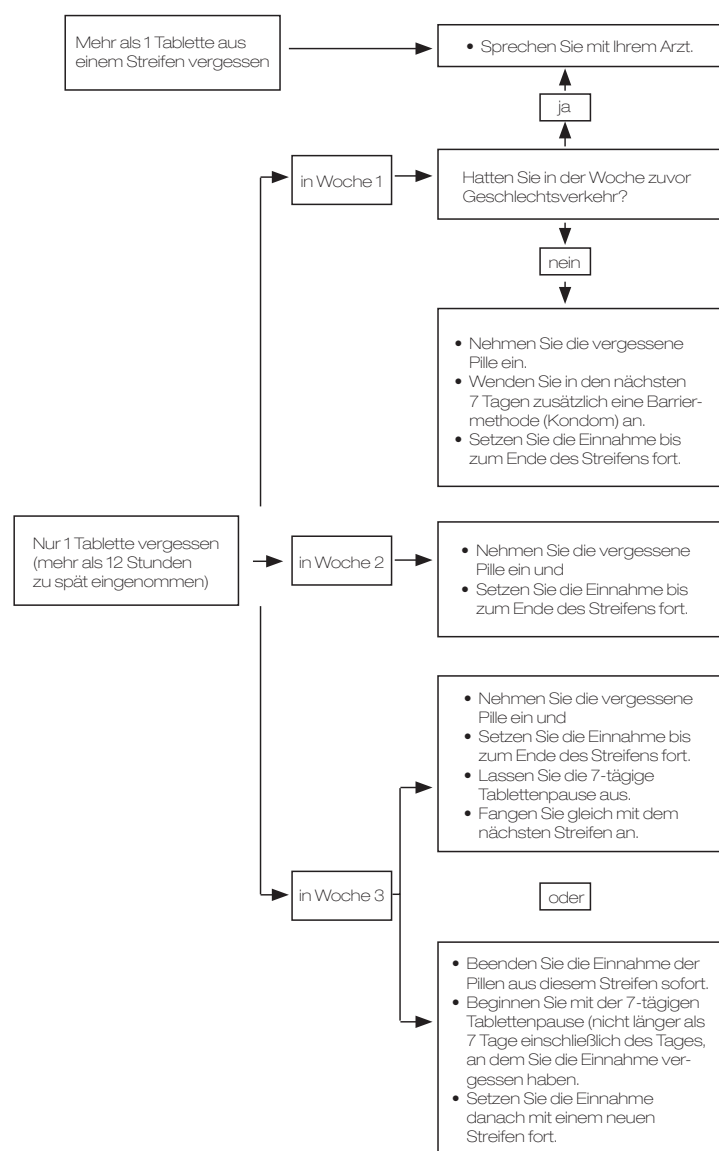 Mehr als 1 Tablette aus
einem Streifen vergessen
• Sprechen Sie mit Ihrem Arzt.
ja
in Woche 1
Hatten Sie in der Woche zuvor
Geschlechtsverkehr?
nein
• Nehmen Sie die vergessene
Pille ein.
• Wenden Sie in den nächsten
7 Tagen zusätzlich eine Barrier-
methode (Kondom) an.
• Setzen Sie die Einnahme bis
zum Ende des Streifens fort.
Nur 1 Tablette vergessen
(mehr als 12 Stunden
zu spät eingenommen)
in Woche 2
• Nehmen Sie die vergessene
Pille ein und
• Setzen Sie die Einnahme bis
zum Ende des Streifens fort.
in Woche 3
• Nehmen Sie die vergessene
Pille ein und
• Setzen Sie die Einnahme bis
zum Ende des Streifens fort.
• Lassen Sie die 7-tägige
Tablettenpause aus.
• Fangen Sie gleich mit dem
nächsten Streifen an.
oder
• Beenden Sie die Einnahme der
Pillen aus diesem Streifen sofort.
• Beginnen Sie mit der 7-tägigen
Tablettenpause (nicht länger als
7 Tage einschließlich des Tages,
an dem Sie die Einnahme ver-
gessen haben.
• Setzen Sie die Einnahme
danach mit einem neuen
Streifen fort.